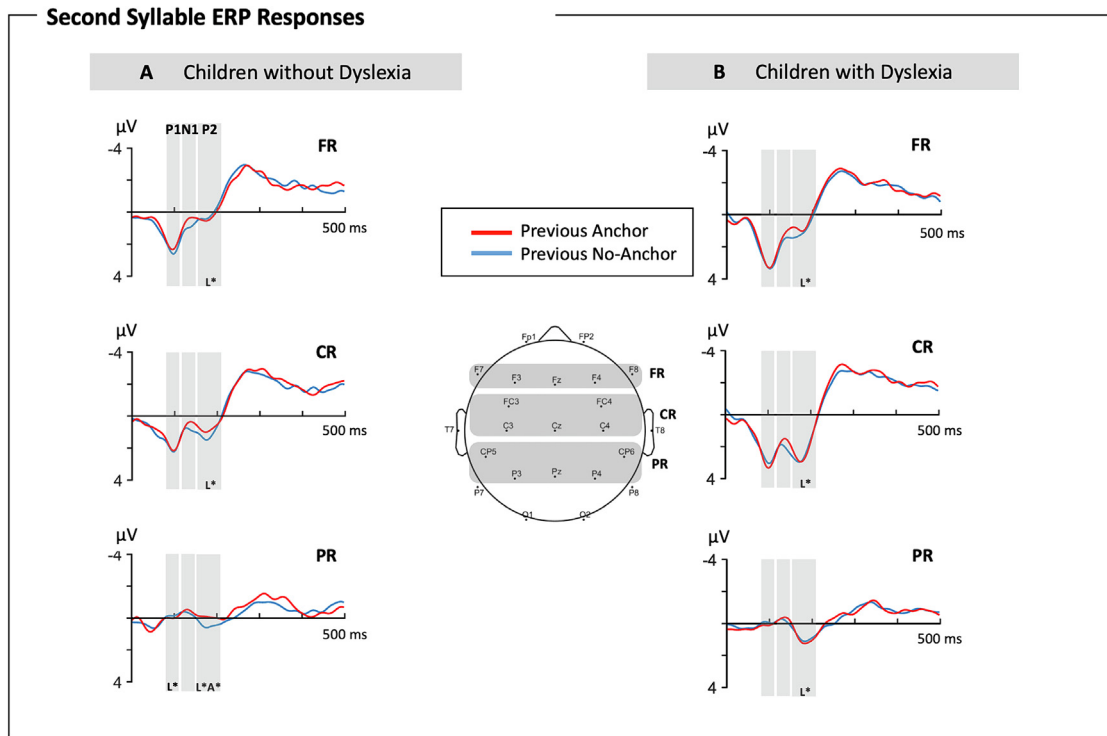 Second Syllable ERP Responses
A Children without Dyslexia
B Children with Dyslexia
µV
P1 N1 P2
FR
-4
4
500 ms
L*
µV
FR
-4
4
500 ms
L*
Previous Anchor
Previous No-Anchor
µV
CR
-4
4
500 ms
L*
Fp1 FP2
F7 F3 Fz F4 F8 FR
FC3 FC4
T7 C3 Cz C4 T8 CR
CP5 CP6 PR
P7 P3 Pz P4 P8
O1 O2
µV
CR
-4
4
500 ms
L*
µV
PR
-4
4
500 ms
L* L*A*
µV
PR
-4
4
500 ms
L*